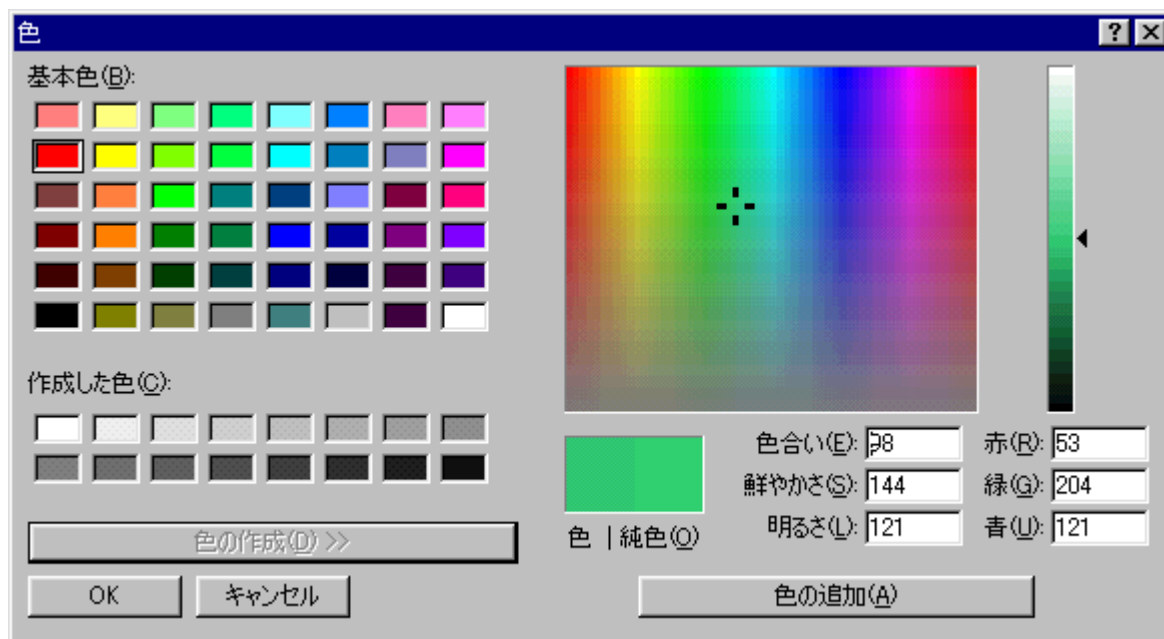 色
基本色(B):
作成した色(C):
色の作成(D) >>
OK
キャンセル
色 | 純色(O)
色合い(E): 98
鮮やかさ(S): 144
明るさ(L): 121
赤(R): 53
緑(G): 204
青(U): 121
色の追加(A)